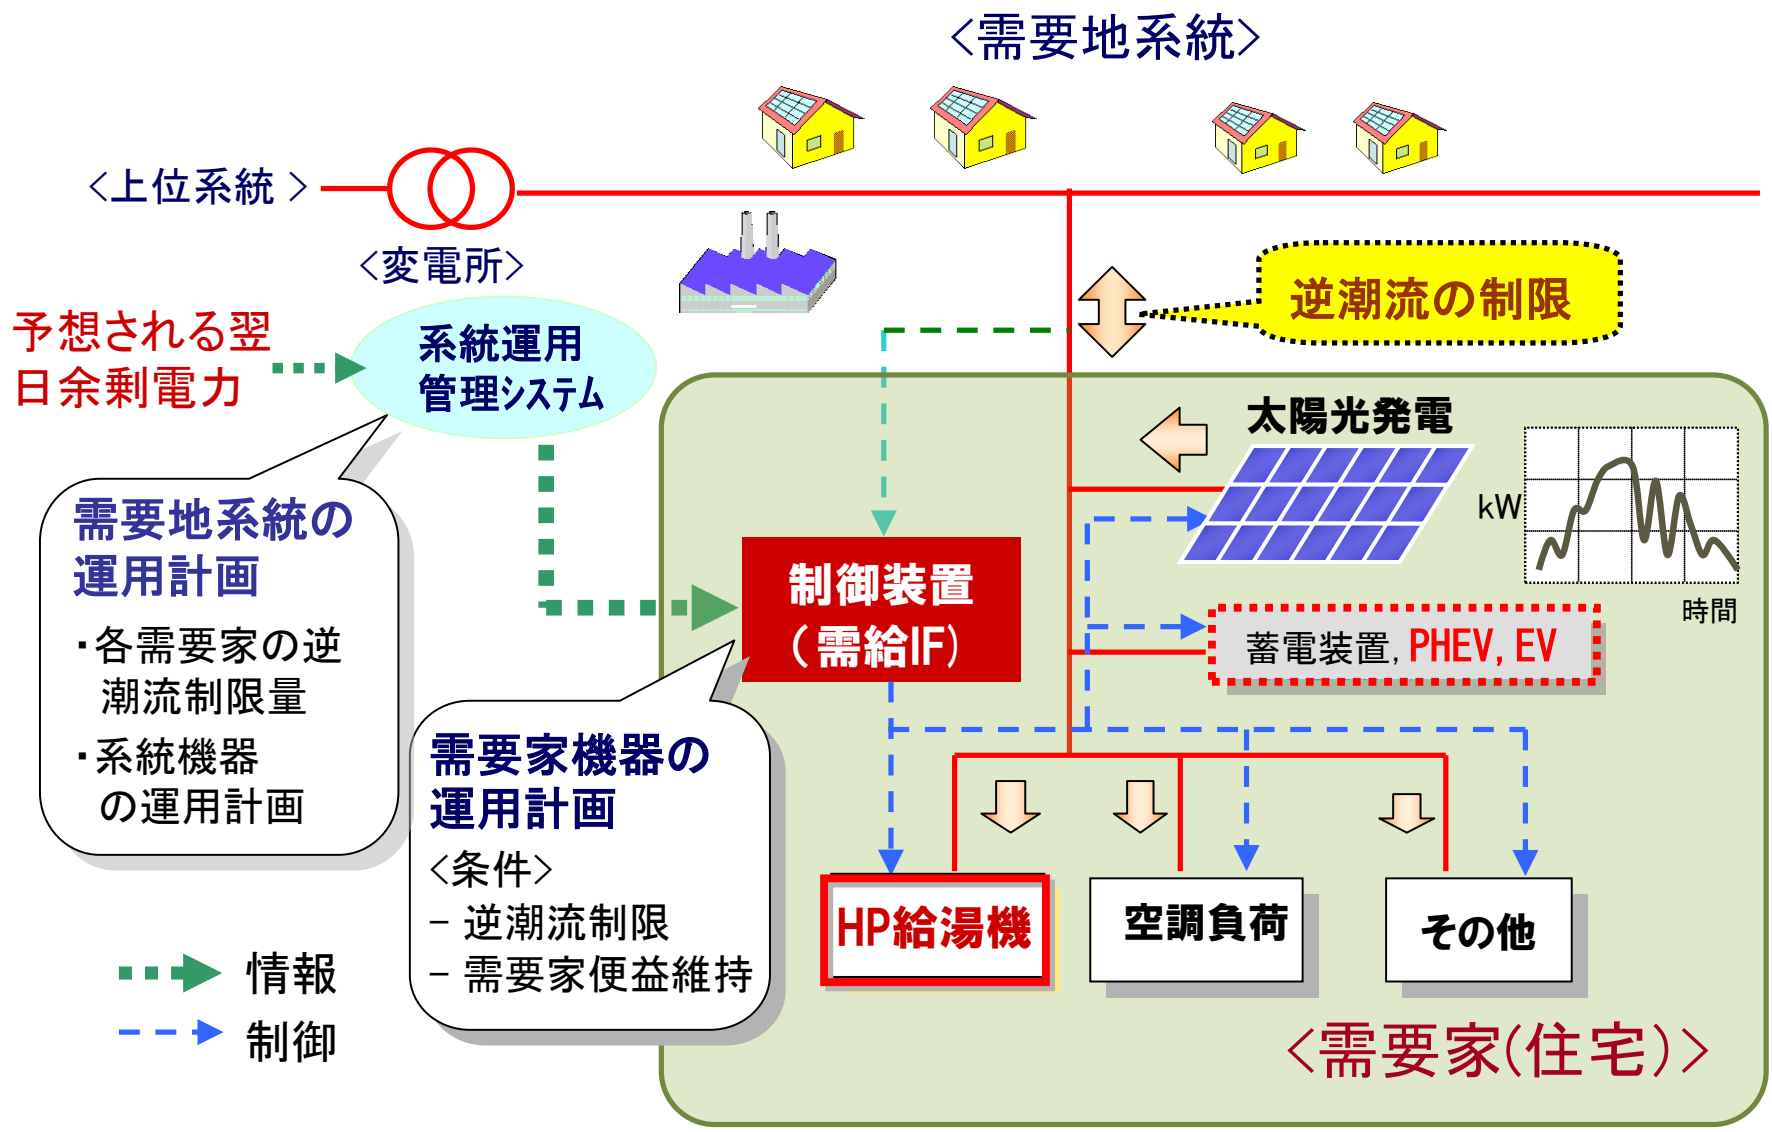 <需要地系統>
<上位系統 >
<変電所>
逆潮流の制限
予想される翌
日余剰電力
系統運用
管理システム
太陽光発電
kW
時間
需要地系統の
運用計画
・各需要家の逆
潮流制限量
・系統機器
の運用計画
制御装置
(需給IF)
蓄電装置, PHEV, EV
需要家機器の
運用計画
<条件>
- 逆潮流制限
- 需要家便益維持
HP給湯機
空調負荷
その他
情報
制御
<需要家(住宅)>